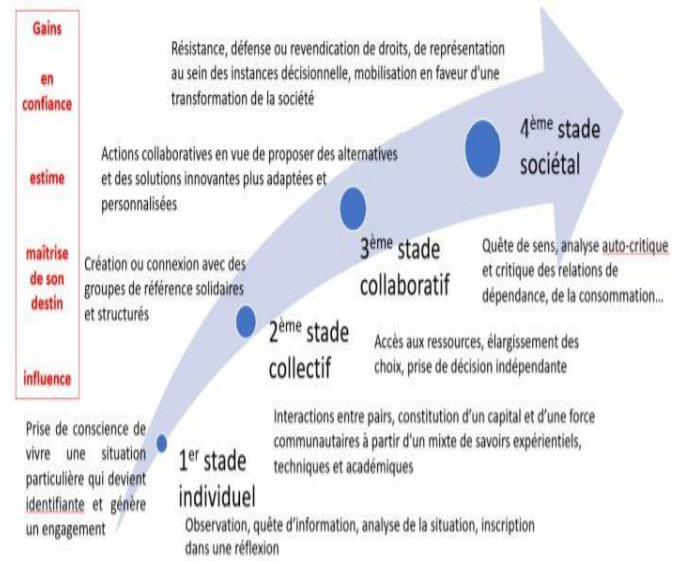 Gains
en
confiance
estime
maîtrise
de son
destin
influence
Résistance, défense ou revendication de droits, de représentation
au sein des instances décisionnelle, mobilisation en faveur d'une
transformation de la société
4ème stade
sociétal
Actions collaboratives en vue de proposer des alternatives
et des solutions innovantes plus adaptées et
personnalisées
3ème stade
collaboratif
Quête de sens, analyse auto-critique
et critique des relations de
dépendance, de la consommation...
Création ou connexion avec des
groupes de référence solidaires
et structurés
2ème stade
collectif
Accès aux ressources, élargissement des
choix, prise de décision indépendante
Prise de conscience de
vivre une situation
particulière qui devient
identifiante et génère
un engagement
1er stade
individuel
Interactions entre pairs, constitution d'un capital et d'une force
communautaires à partir d'un mixte de savoirs expérientiels,
techniques et académiques
Observation, quête d'information, analyse de la situation, inscription
dans une réflexion